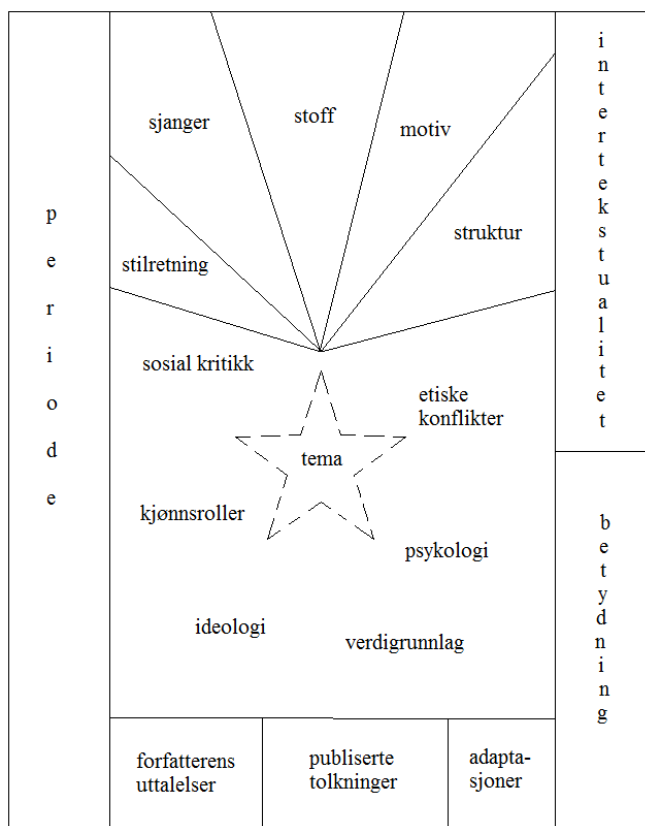 periode
sjanger
stoff
motiv
struktur
stilretning
sosial kritikk
etiske
konflikter
tema
kjønnsroller
psykologi
ideologi
verdigrunnlag
intertekstualitet
betydning
forfatterens
uttalelser
publiserte
tolkninger
adapta-
sjoner